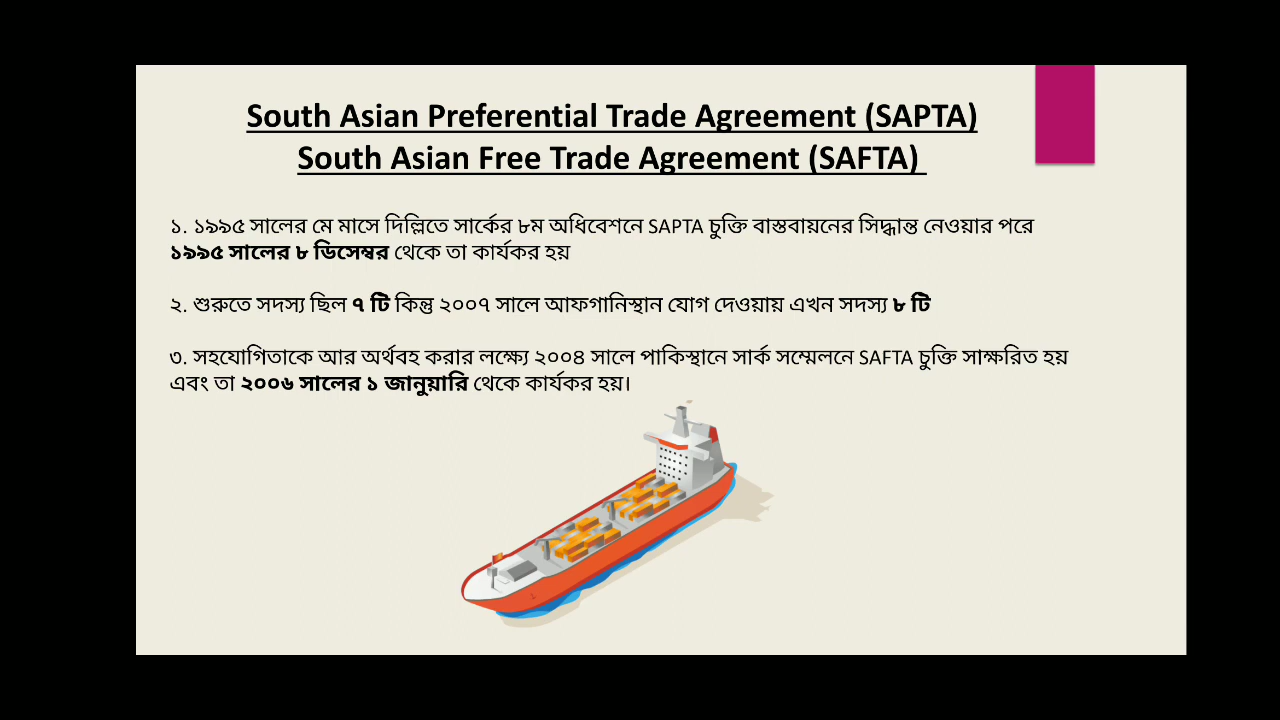 South Asian Preferential Trade Agreement (SAPTA)
South Asian Free Trade Agreement (SAFTA)
১. ১৯৯৫ সালের মে মাসে দিল্লিতে সার্কের ৮ম অধিবেশনে SAPTA চুক্তি বাস্তবায়নের সিদ্ধান্ত নেওয়ার পরে
১৯৯৫ সালের ৮ ডিসেম্বর থেকে তা কার্যকর হয়
২. শুরুতে সদস্য ছিল ৭ টি কিন্তু ২০০৭ সালে আফগানিস্থান যোগ দেওয়ায় এখন সদস্য ৮ টি
৩. সহযোগিতাকে আর অর্থবহ করার লক্ষ্যে ২০০৪ সালে পাকিস্থানে সার্ক সম্মেলনে SAFTA চুক্তি সাক্ষরিত হয়
এবং তা ২০০৬ সালের ১ জানুয়ারি থেকে কার্যকর হয়।